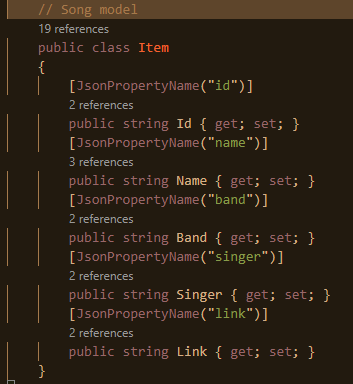 // Song model
19 references
public class Item
{
[JsonPropertyName("id")]
2 references
public string Id { get; set; }
[JsonPropertyName("name")]
3 references
public string Name { get; set; }
[JsonPropertyName("band")]
2 references
public string Band { get; set; }
[JsonPropertyName("singer")]
2 references
public string Singer { get; set; }
[JsonPropertyName("link")]
2 references
public string Link { get; set; }
}